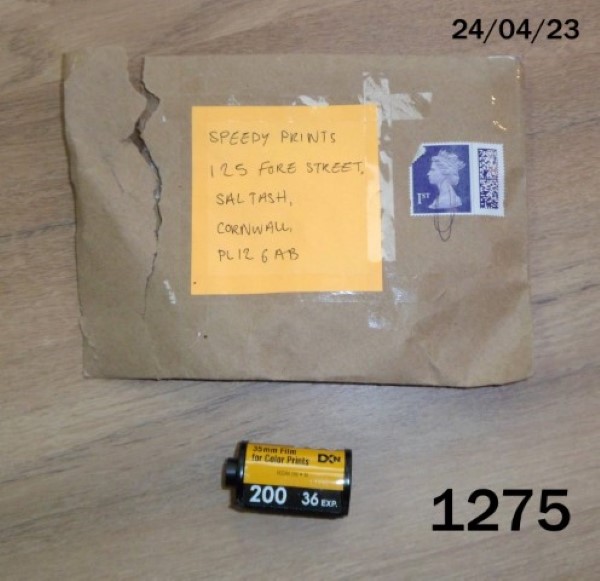 24/04/23
SPEEDY PRINTS
125 FORE STREET,
SALTASH,
CORNWALL,
PL12 6AB
1ST
35mm Film
for Color Prints
DXN
200 36 EXP.
1275